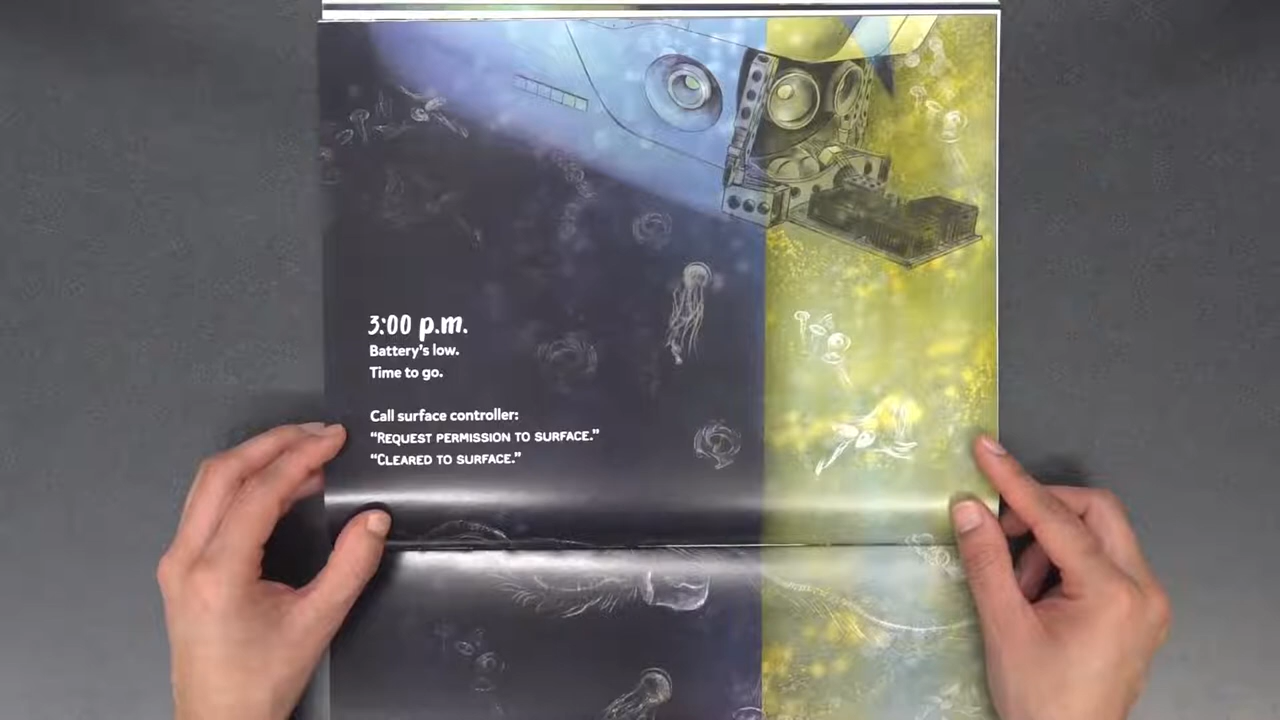 3:00 p.m.
Battery's low.
Time to go.
Call surface controller:
"Request permission to surface."
"Cleared to surface."